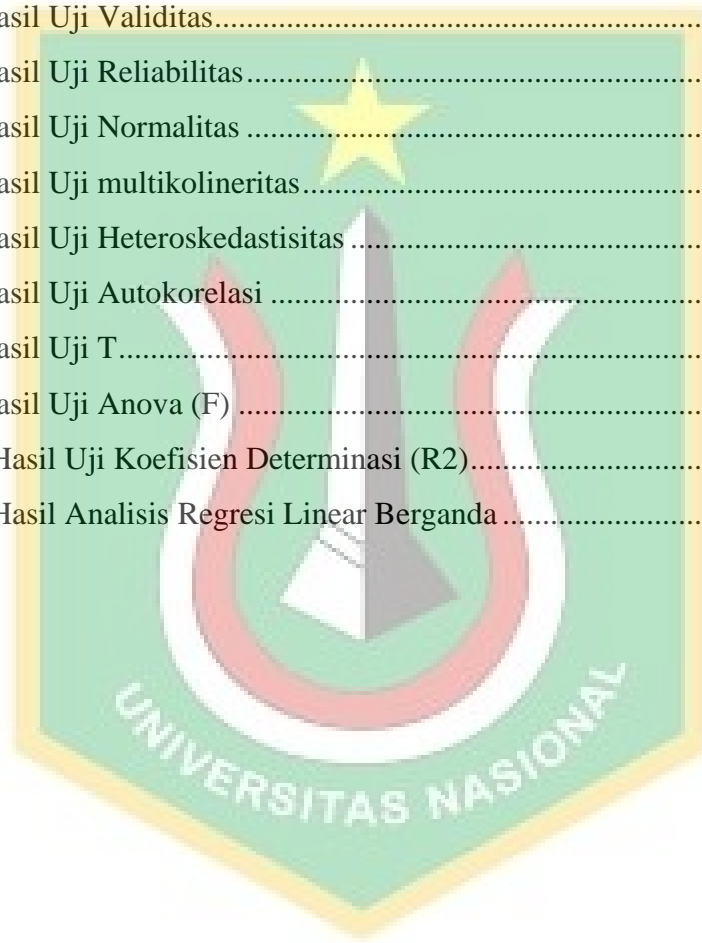 asil Uji Validitas....................................................................
asil Uji Reliabilitas................................................................
asil Uji Normalitas ................................................................
asil Uji multikolineritas.........................................................
asil Uji Heteroskedastisitas ...................................................
asil Uji Autokorelasi .............................................................
asil Uji T................................................................................
asil Uji Anova (F) .................................................................
Hasil Uji Koefisien Determinasi (R2)....................................
Hasil Analisis Regresi Linear Berganda ................................
UNIVERSITAS NASIONAL